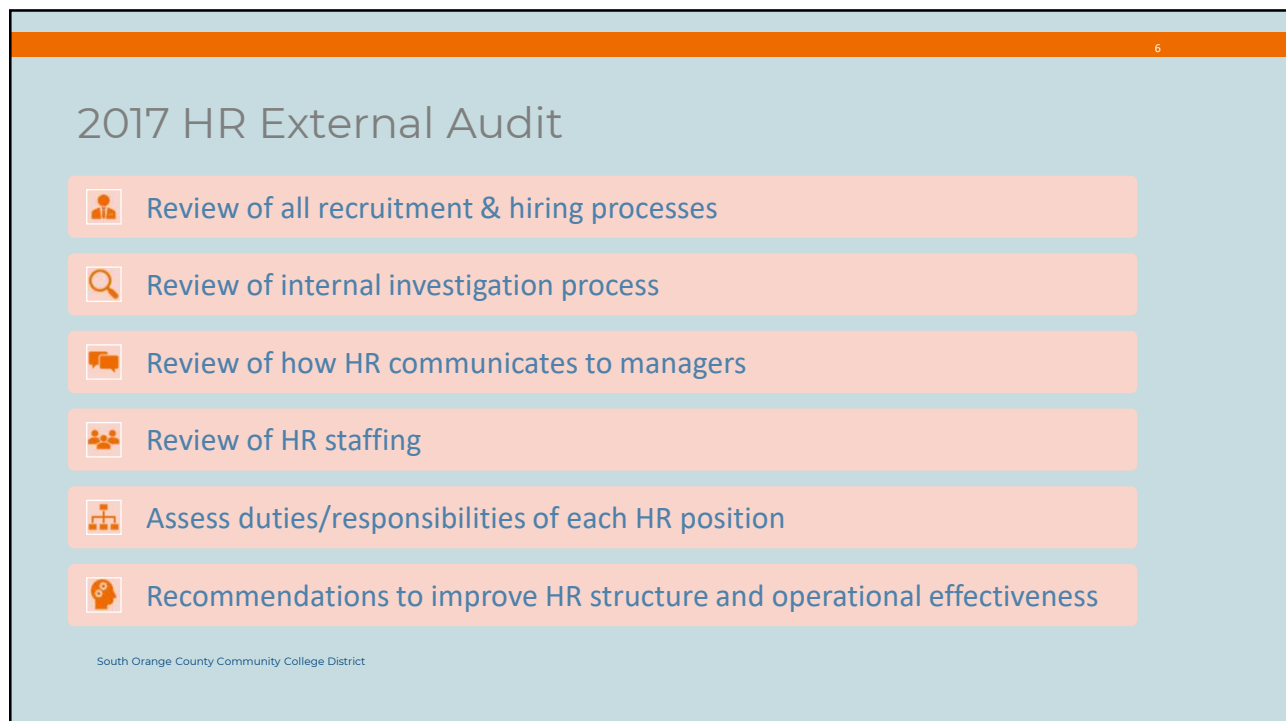 6
2017 HR External Audit
Review of all recruitment & hiring processes
Review of internal investigation process
Review of how HR communicates to managers
Review of HR staffing
Assess duties/responsibilities of each HR position
Recommendations to improve HR structure and operational effectiveness
South Orange County Community College District